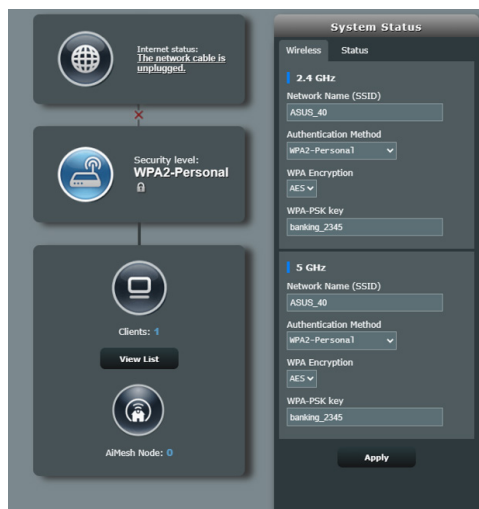 Internet status:
The network cable is
unplugged.
Security level:
WPA2-Personal
Clients: 1
View List
AiMesh Node: 0
System Status
Wireless Status
2.4 GHz
Network Name (SSID)
ASUS_40
Authentication Method
WPA2-Personal
WPA Encryption
AES
WPA-PSK key
banking_2345
5 GHz
Network Name (SSID)
ASUS_40
Authentication Method
WPA2-Personal
WPA Encryption
AES
WPA-PSK key
banking_2345
Apply